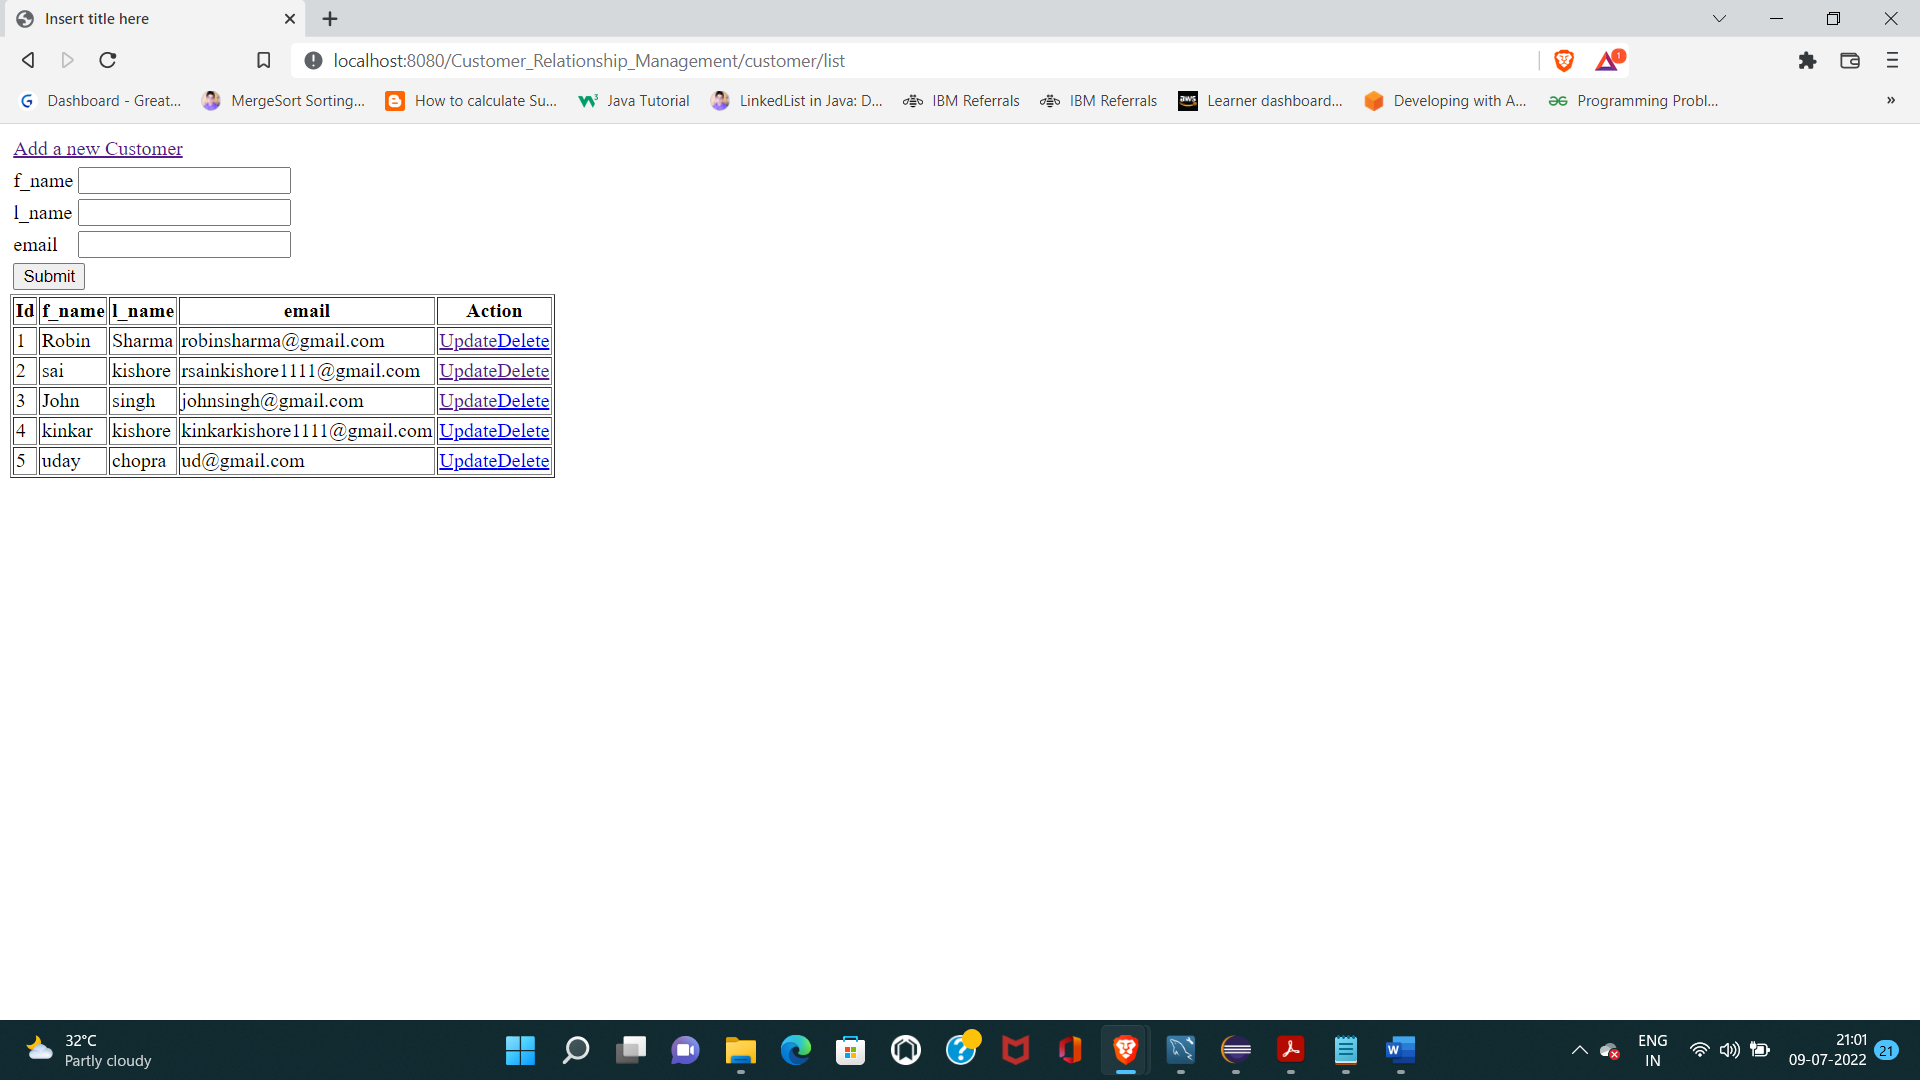 Insert title here
localhost:8080/Customer_Relationship_Management/customer/list
1
Dashboard - Great... MergeSort Sorting... How to calculate Su... Java Tutorial LinkedList in Java: D... IBM Referrals IBM Referrals Learner dashboard... Developing with A... Programming Probl... »
Add a new Customer
f_name
l_name
email
Submit
Id f_name l_name email Action
1 Robin Sharma robinsharma@gmail.com UpdateDelete
2 sai kishore rsainkishore1111@gmail.com UpdateDelete
3 John singh johnsingh@gmail.com UpdateDelete
4 kinkar kishore kinkarkishore1111@gmail.com UpdateDelete
5 uday chopra ud@gmail.com UpdateDelete
32°C
Partly cloudy
ENG
IN
21:01
09-07-2022
21